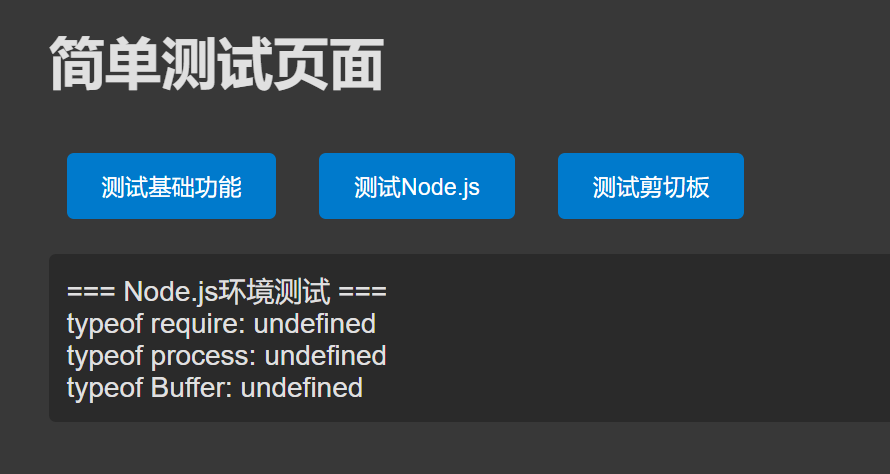 简单测试页面
测试基础功能
测试Node.js
测试剪切板
=== Node.js环境测试 ===
typeof require: undefined
typeof process: undefined
typeof Buffer: undefined